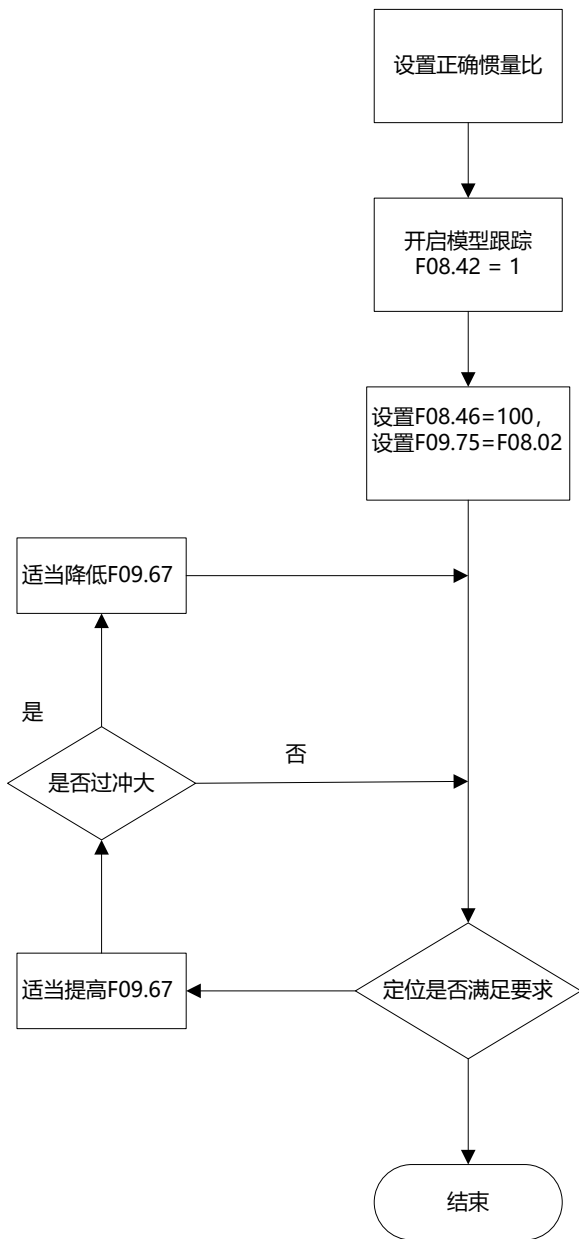 设置正确惯量比
开启模型跟踪
F08.42 = 1
设置F08.46=100，
设置F09.75=F08.02
适当降低F09.67
是
否
是否过冲大
适当提高F09.67
定位是否满足要求
结束